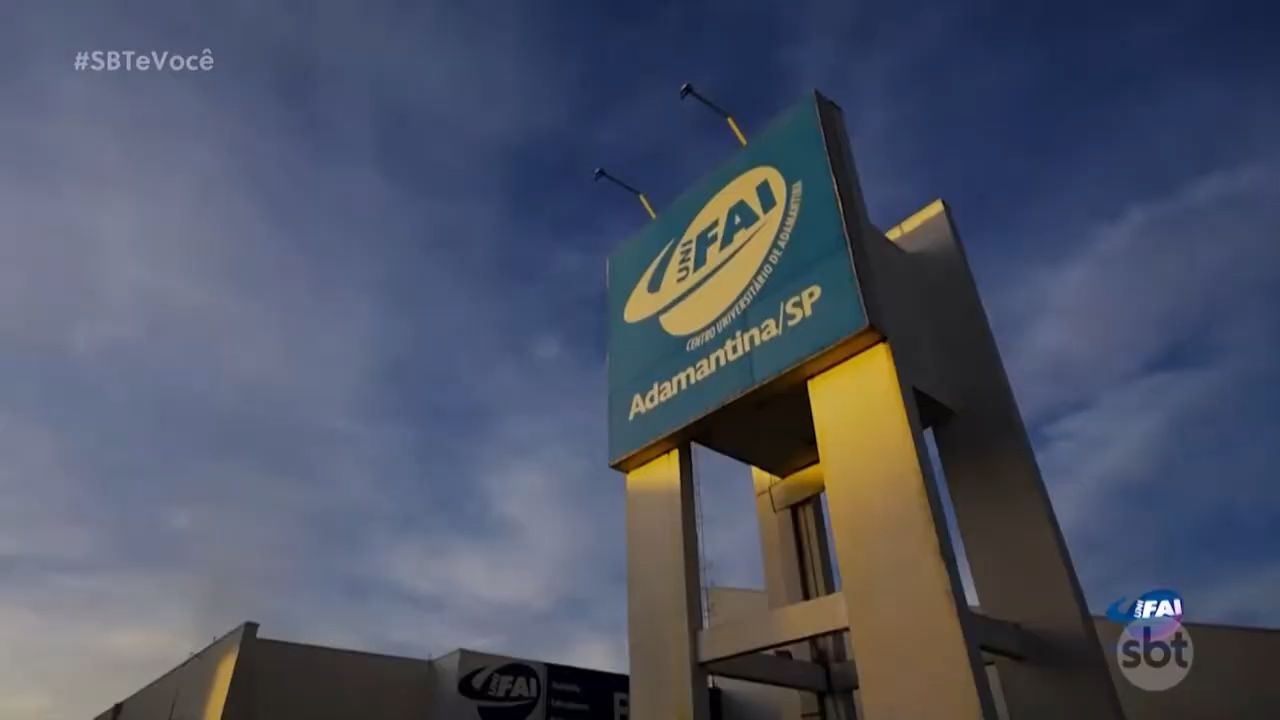 #SBTeVocê
UNIFAI
CENTRO UNIVERSITÁRIO DE ADAMANTINA
Adamantina/SP
UNIFAI
UNIFAI
sbt